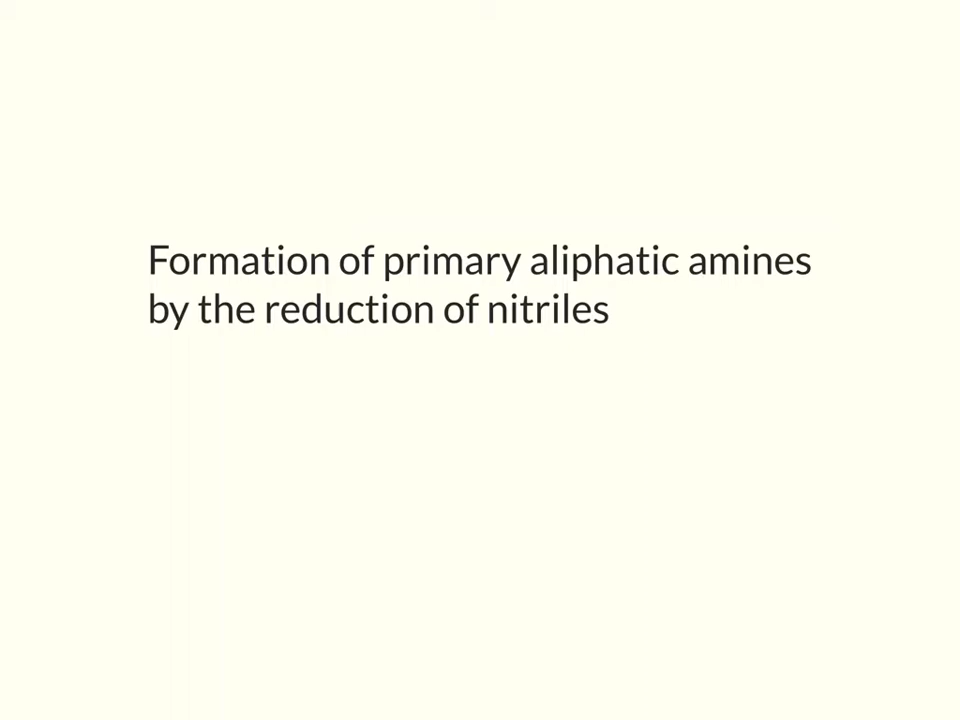 Formation of primary aliphatic amines
by the reduction of nitriles